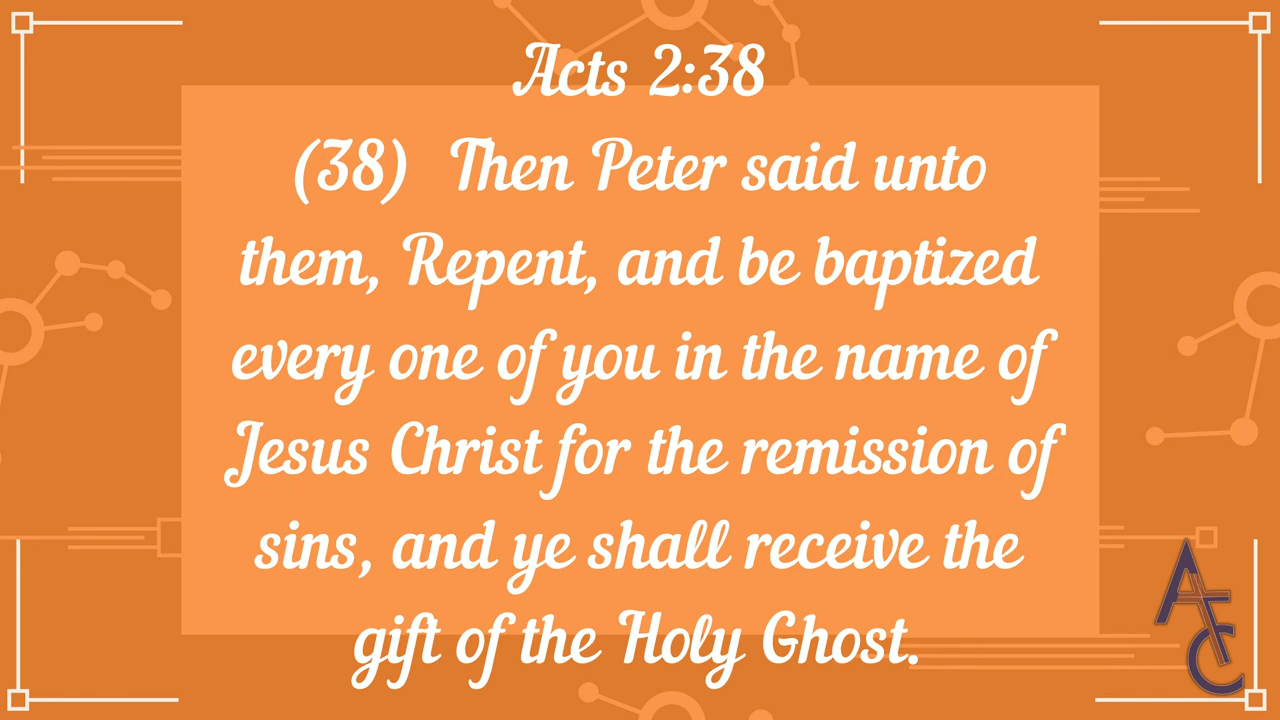 Acts 2:38
(38) Then Peter said unto
them, Repent, and be baptized
every one of you in the name of
Jesus Christ for the remission of
sins, and ye shall receive the
gift of the Holy Ghost.
AFC